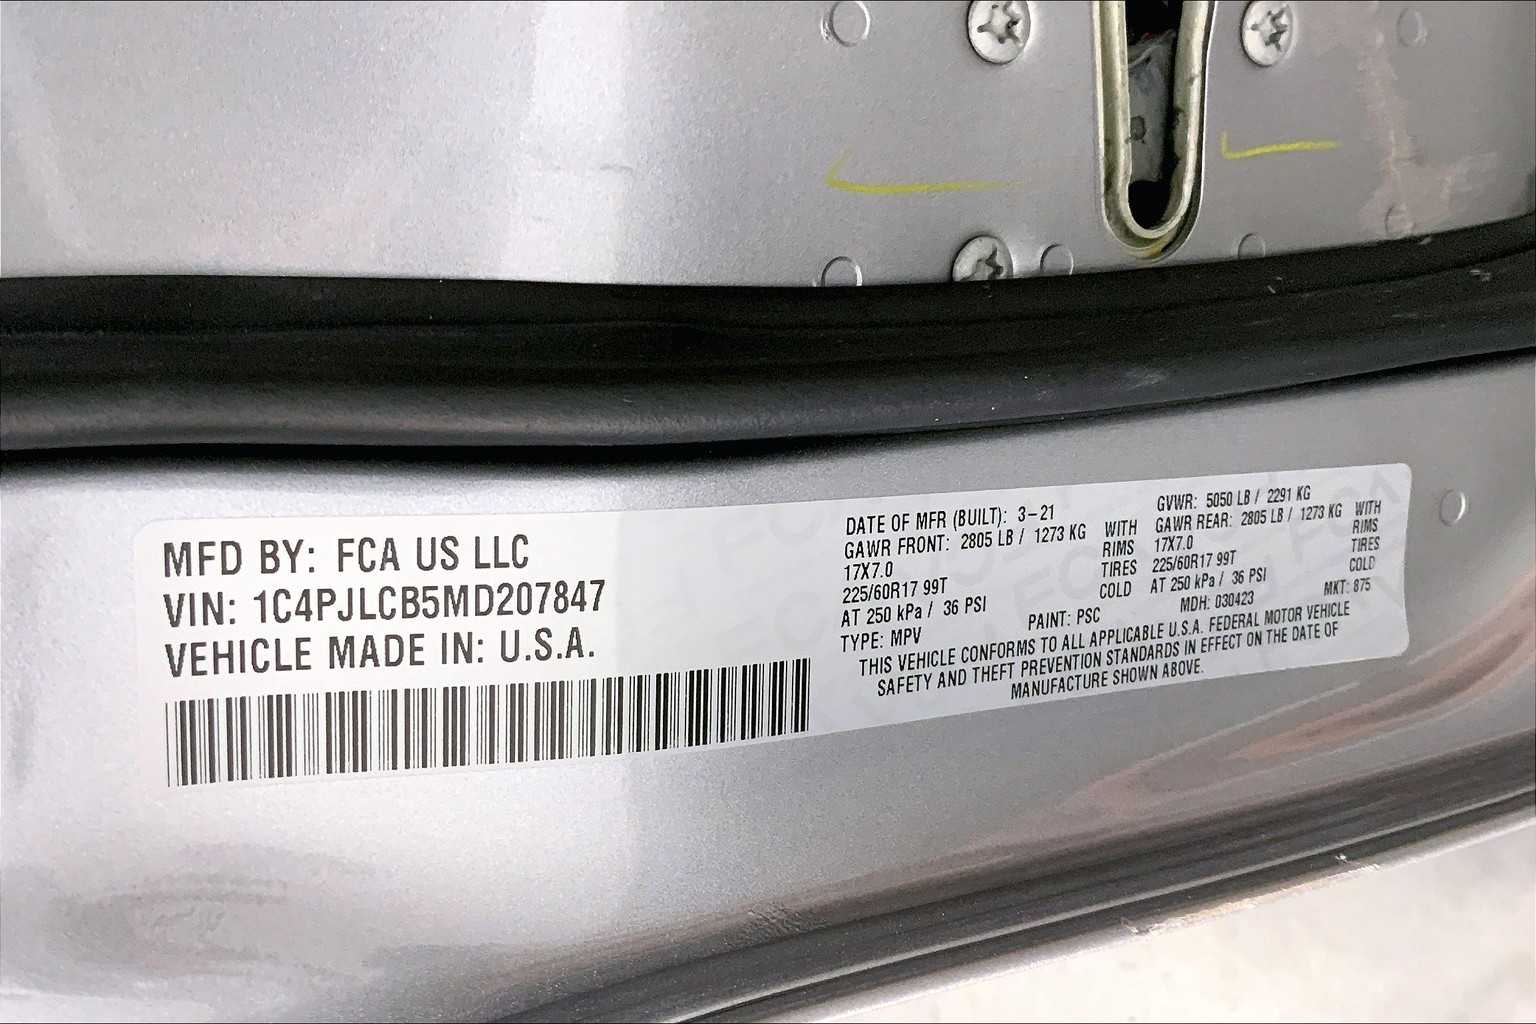 MFD BY: FCA US LLC
VIN: 1C4PJLCB5MD207847
VEHICLE MADE IN: U.S.A.
DATE OF MFR (BUILT): 3-21
GAWR FRONT: 2805 LB / 1273 KG WITH
17X7.0 RIMS
225/60R17 99T TIRES
AT 250 kPa / 36 PSI COLD
TYPE: MPV
GVWR: 5050 LB / 2291 KG
GAWR REAR: 2805 LB / 1273 KG WITH
17X7.0 RIMS
225/60R17 99T TIRES
AT 250 kPa / 36 PSI COLD
PAINT: PSC MDH: 030423 MKT: 875
THIS VEHICLE CONFORMS TO ALL APPLICABLE U.S.A. FEDERAL MOTOR VEHICLE
SAFETY AND THEFT PREVENTION STANDARDS IN EFFECT ON THE DATE OF
MANUFACTURE SHOWN ABOVE.